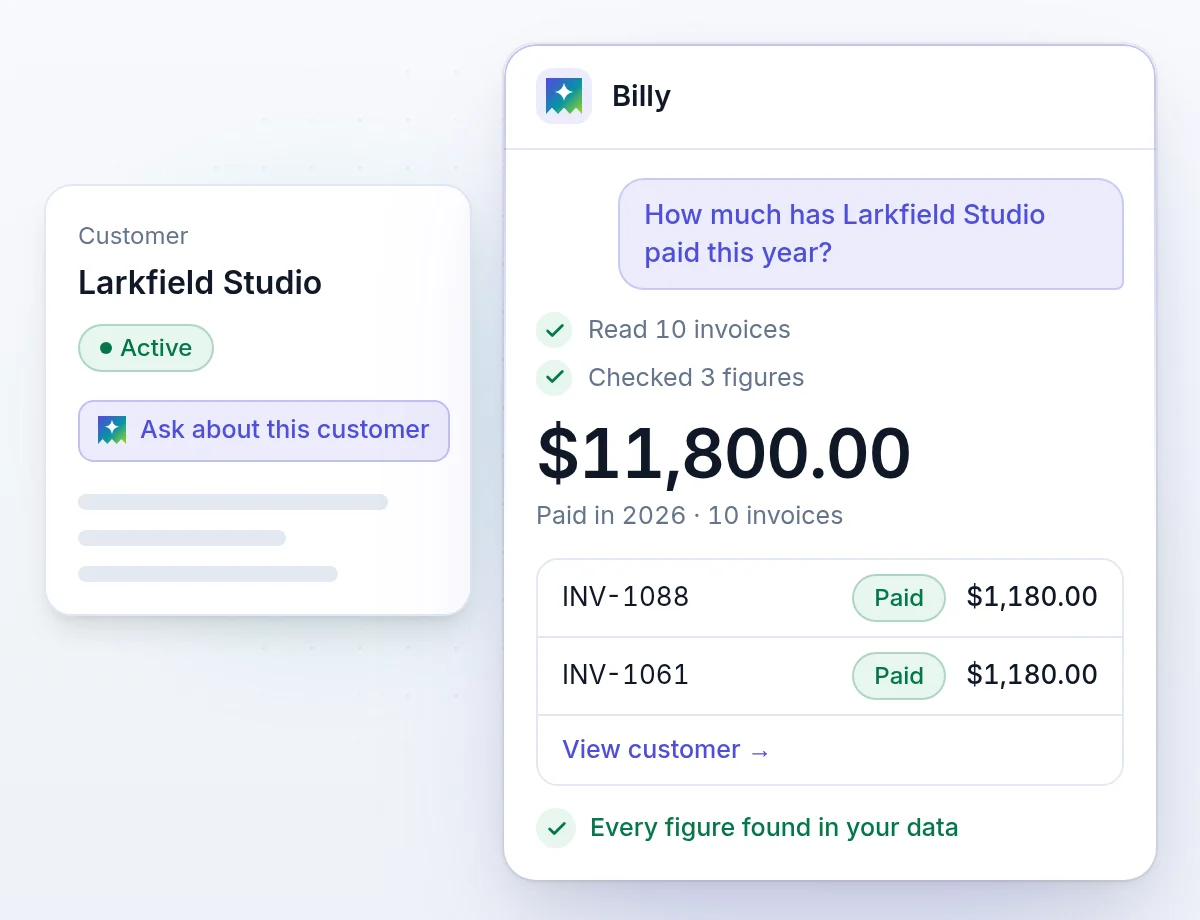 Customer
Larkfield Studio
Active
Ask about this customer
Billy
How much has Larkfield Studio
paid this year?
Read 10 invoices
Checked 3 figures
$11,800.00
Paid in 2026 · 10 invoices
INV-1088 Paid $1,180.00
INV-1061 Paid $1,180.00
View customer →
Every figure found in your data